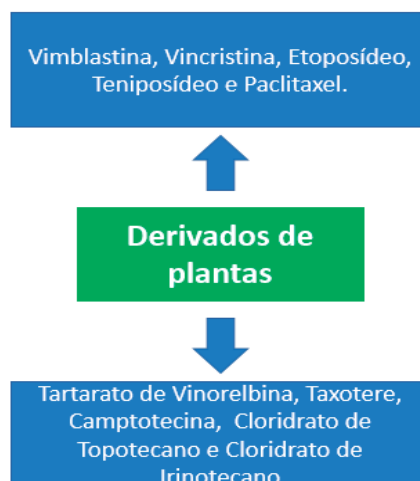 Vimblastina, Vincristina, Etoposídeo,
Teniposídeo e Paclitaxel.
Derivados de
plantas
Tartarato de Vinorelbina, Taxotere,
Camptotecina, Cloridrato de
Topotecano e Cloridrato de
Irinotecano